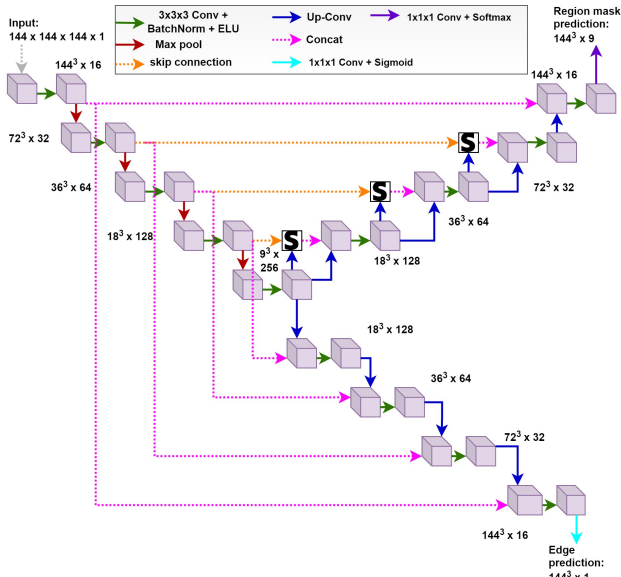 Input:
144 x 144 x 144 x 1
3x3x3 Conv +
BatchNorm + ELU
Max pool
skip connection
Up-Conv
Concat
1x1x1 Conv + Sigmoid
1x1x1 Conv + Softmax
Region mask
prediction:
144³ x 9
144³ x 16
144³ x 16
72³ x 32
S
36³ x 64
72³ x 32
S
36³ x 64
18³ x 128
S
9³ x
256
18³ x 128
18³ x 128
36³ x 64
72³ x 32
144³ x 16
Edge
prediction:
144³ x 1